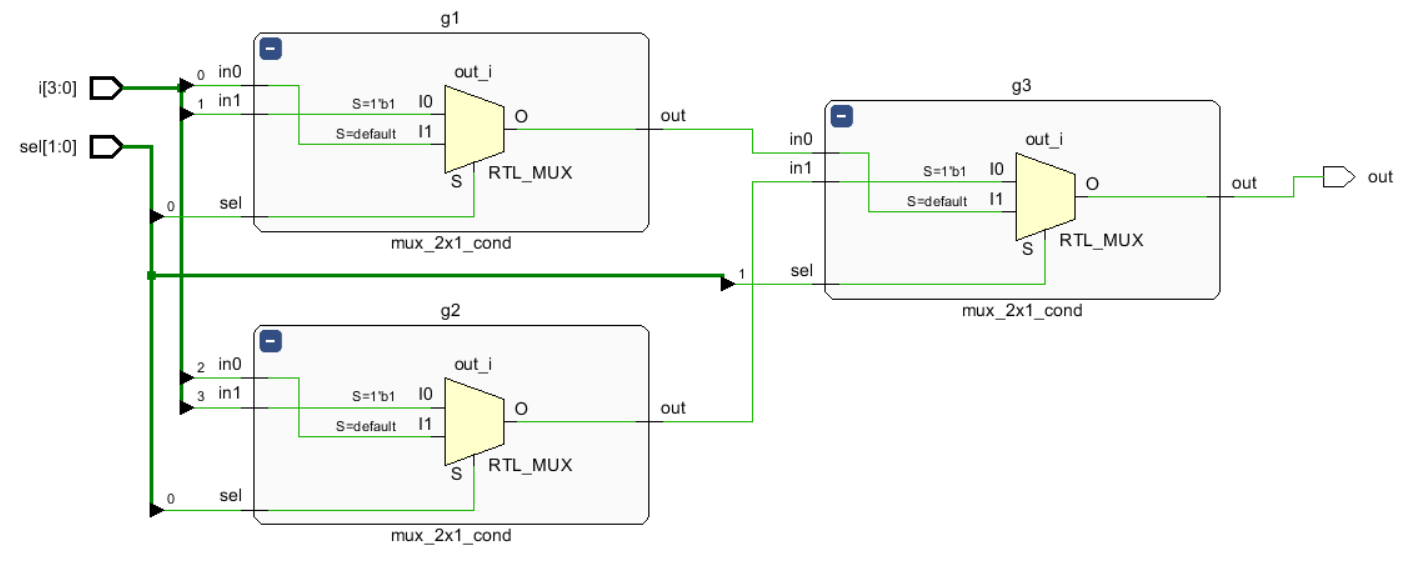 g1
i[3:0]
sel[1:0]
0 in0
1 in1
0 sel
out_i
S=1'b1 I0
S=default I1
O
S
RTL_MUX
out
mux_2x1_cond
g2
2 in0
3 in1
0 sel
out_i
S=1'b1 I0
S=default I1
O
S
RTL_MUX
out
mux_2x1_cond
g3
in0
in1
1 sel
out_i
S=1'b1 I0
S=default I1
O
S
RTL_MUX
out
mux_2x1_cond
out